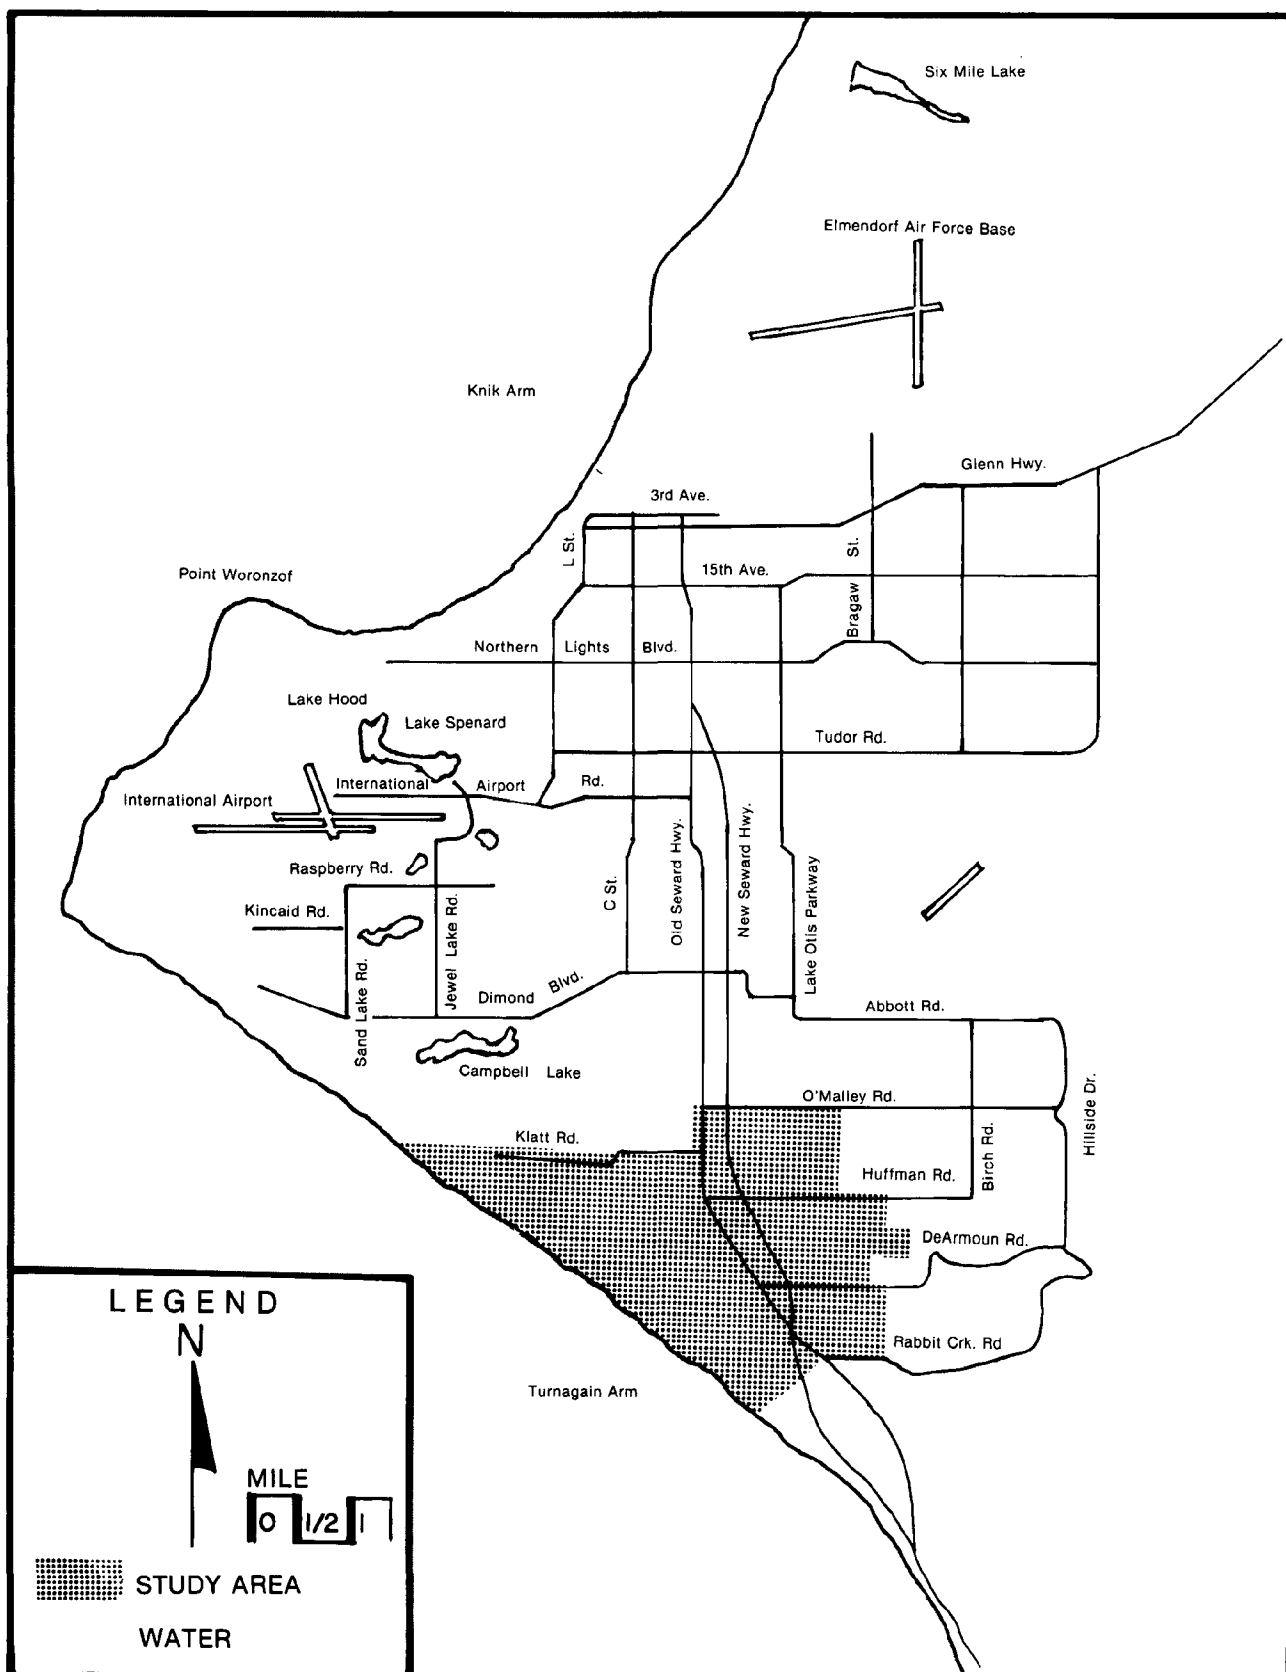 Six Mile Lake
Elmendorf Air Force Base
Knik Arm
Glenn Hwy.
3rd Ave.
L St.
St.
Bragaw
15th Ave.
Point Woronzof
Northern Lights Blvd.
Lake Hood
Lake Spenard
Tudor Rd.
International Airport Rd.
International Airport
Raspberry Rd.
Kincaid Rd.
C St.
Old Seward Hwy.
New Seward Hwy.
Lake Otis Parkway
Jewel Lake Rd.
Sand Lake Rd.
Dimond Blvd.
Abbott Rd.
Campbell Lake
O'Malley Rd.
Hillside Dr.
Birch Rd.
Klatt Rd.
Huffman Rd.
DeArmoun Rd.
Rabbit Crk. Rd
Turnagain Arm
LEGEND
N
MILE
0 1/2 1
STUDY AREA
WATER